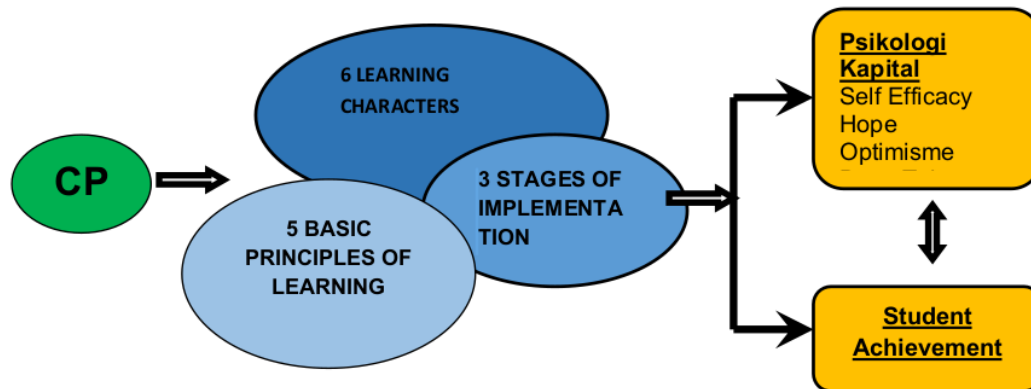 CP
6 LEARNING
CHARACTERS
5 BASIC
PRINCIPLES OF
LEARNING
3 STAGES OF
IMPLEMENTA
TION
Psikologi
Kapital
Self Efficacy
Hope
Optimisme
Student
Achievement